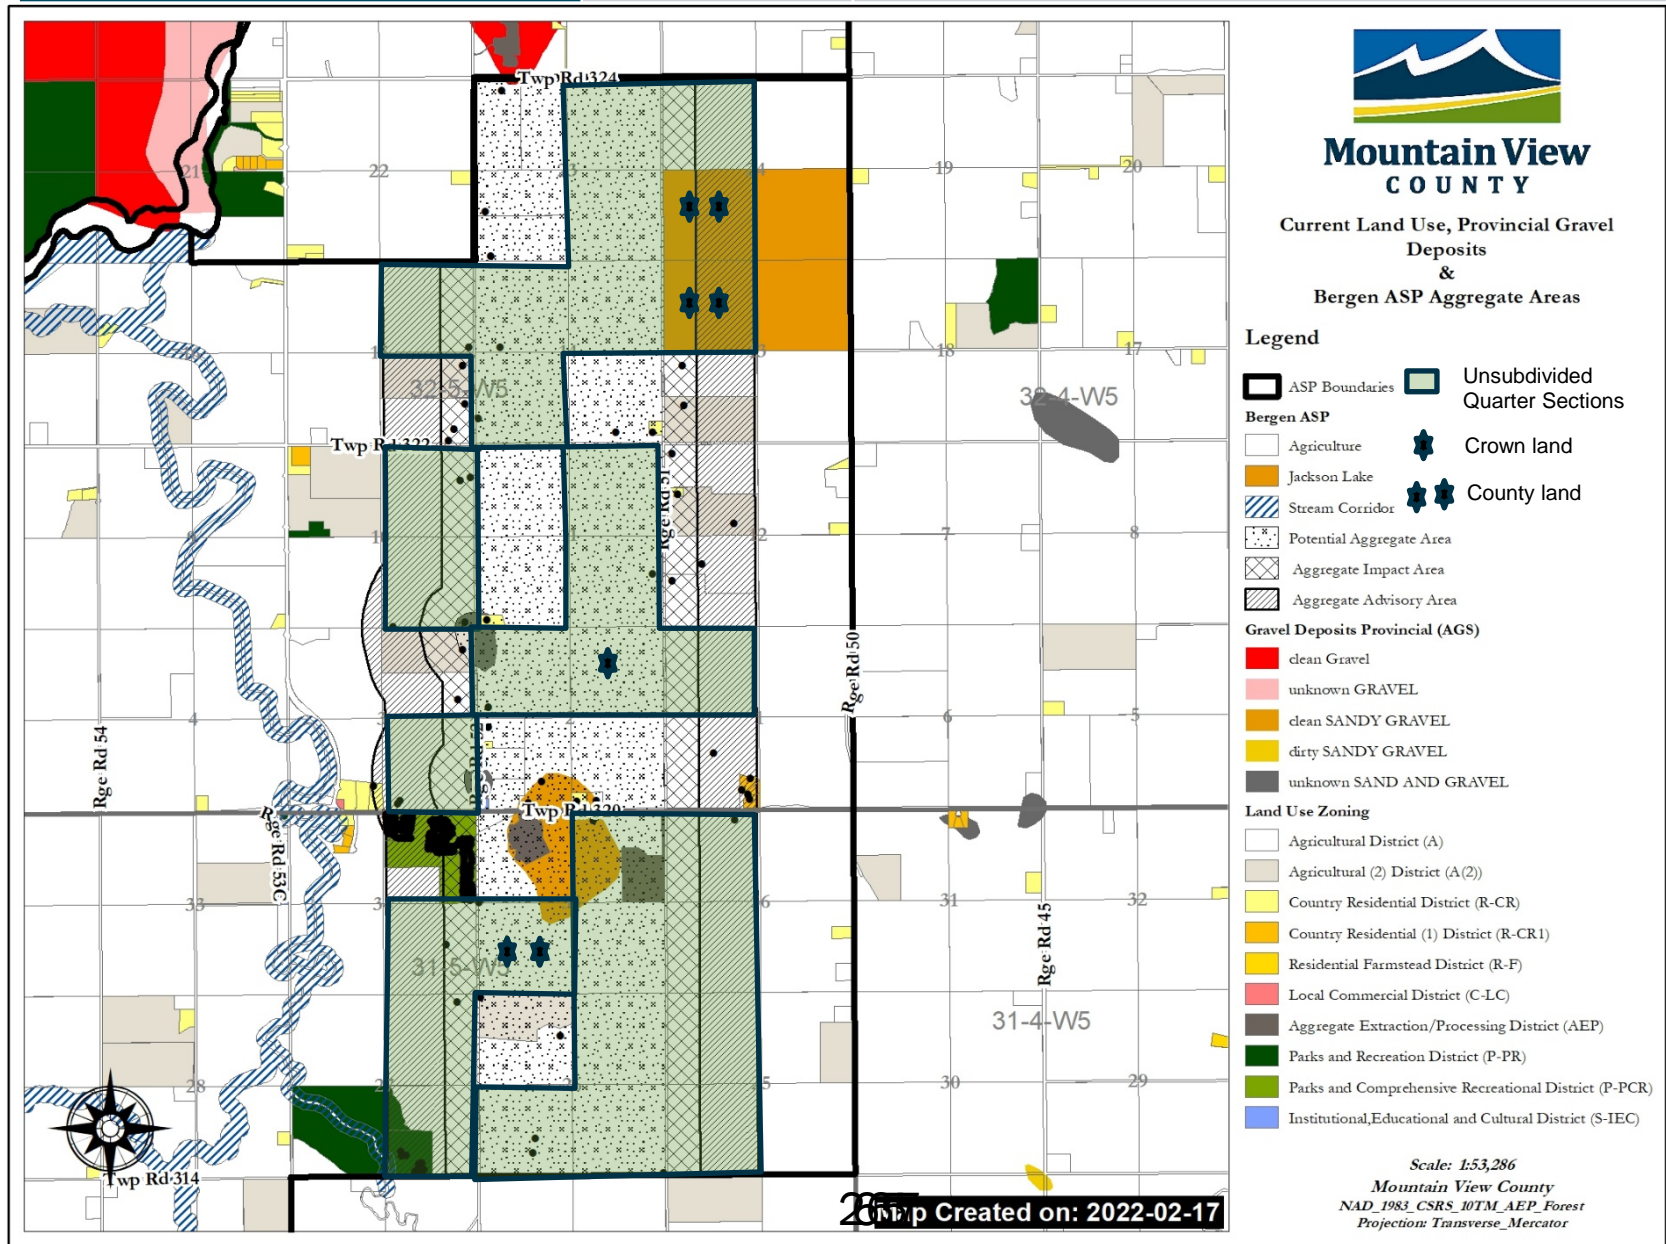 Twp Rd 324
21
22
19
20
18
17
32-5-W5
32-4-W5
Twp Rd 322
Rge Rd 51
7
8
Rge Rd 50
4
6
5
Rge Rd 54
Twp Rd 320
Rge Rd 53C
33
31
32
Rge Rd 45
31-5-W5
31-4-W5
28
30
29
Twp Rd 314
Map Created on: 2022-02-17
Mountain View
COUNTY
Current Land Use, Provincial Gravel
Deposits
&
Bergen ASP Aggregate Areas
Legend
ASP Boundaries
Unsubdivided
Quarter Sections
Bergen ASP
Agriculture
Crown land
Jackson Lake
County land
Stream Corridor
Potential Aggregate Area
Aggregate Impact Area
Aggregate Advisory Area
Gravel Deposits Provincial (AGS)
clean Gravel
unknown GRAVEL
clean SANDY GRAVEL
dirty SANDY GRAVEL
unknown SAND AND GRAVEL
Land Use Zoning
Agricultural District (A)
Agricultural (2) District (A(2))
Country Residential District (R-CR)
Country Residential (1) District (R-CR1)
Residential Farmstead District (R-F)
Local Commercial District (C-LC)
Aggregate Extraction/Processing District (AEP)
Parks and Recreation District (P-PR)
Parks and Comprehensive Recreational District (P-PCR)
Institutional,Educational and Cultural District (S-IEC)
Scale: 1:53,286
Mountain View County
NAD_1983_CSRS_10TM_AEP_Forest
Projection: Transverse_Mercator